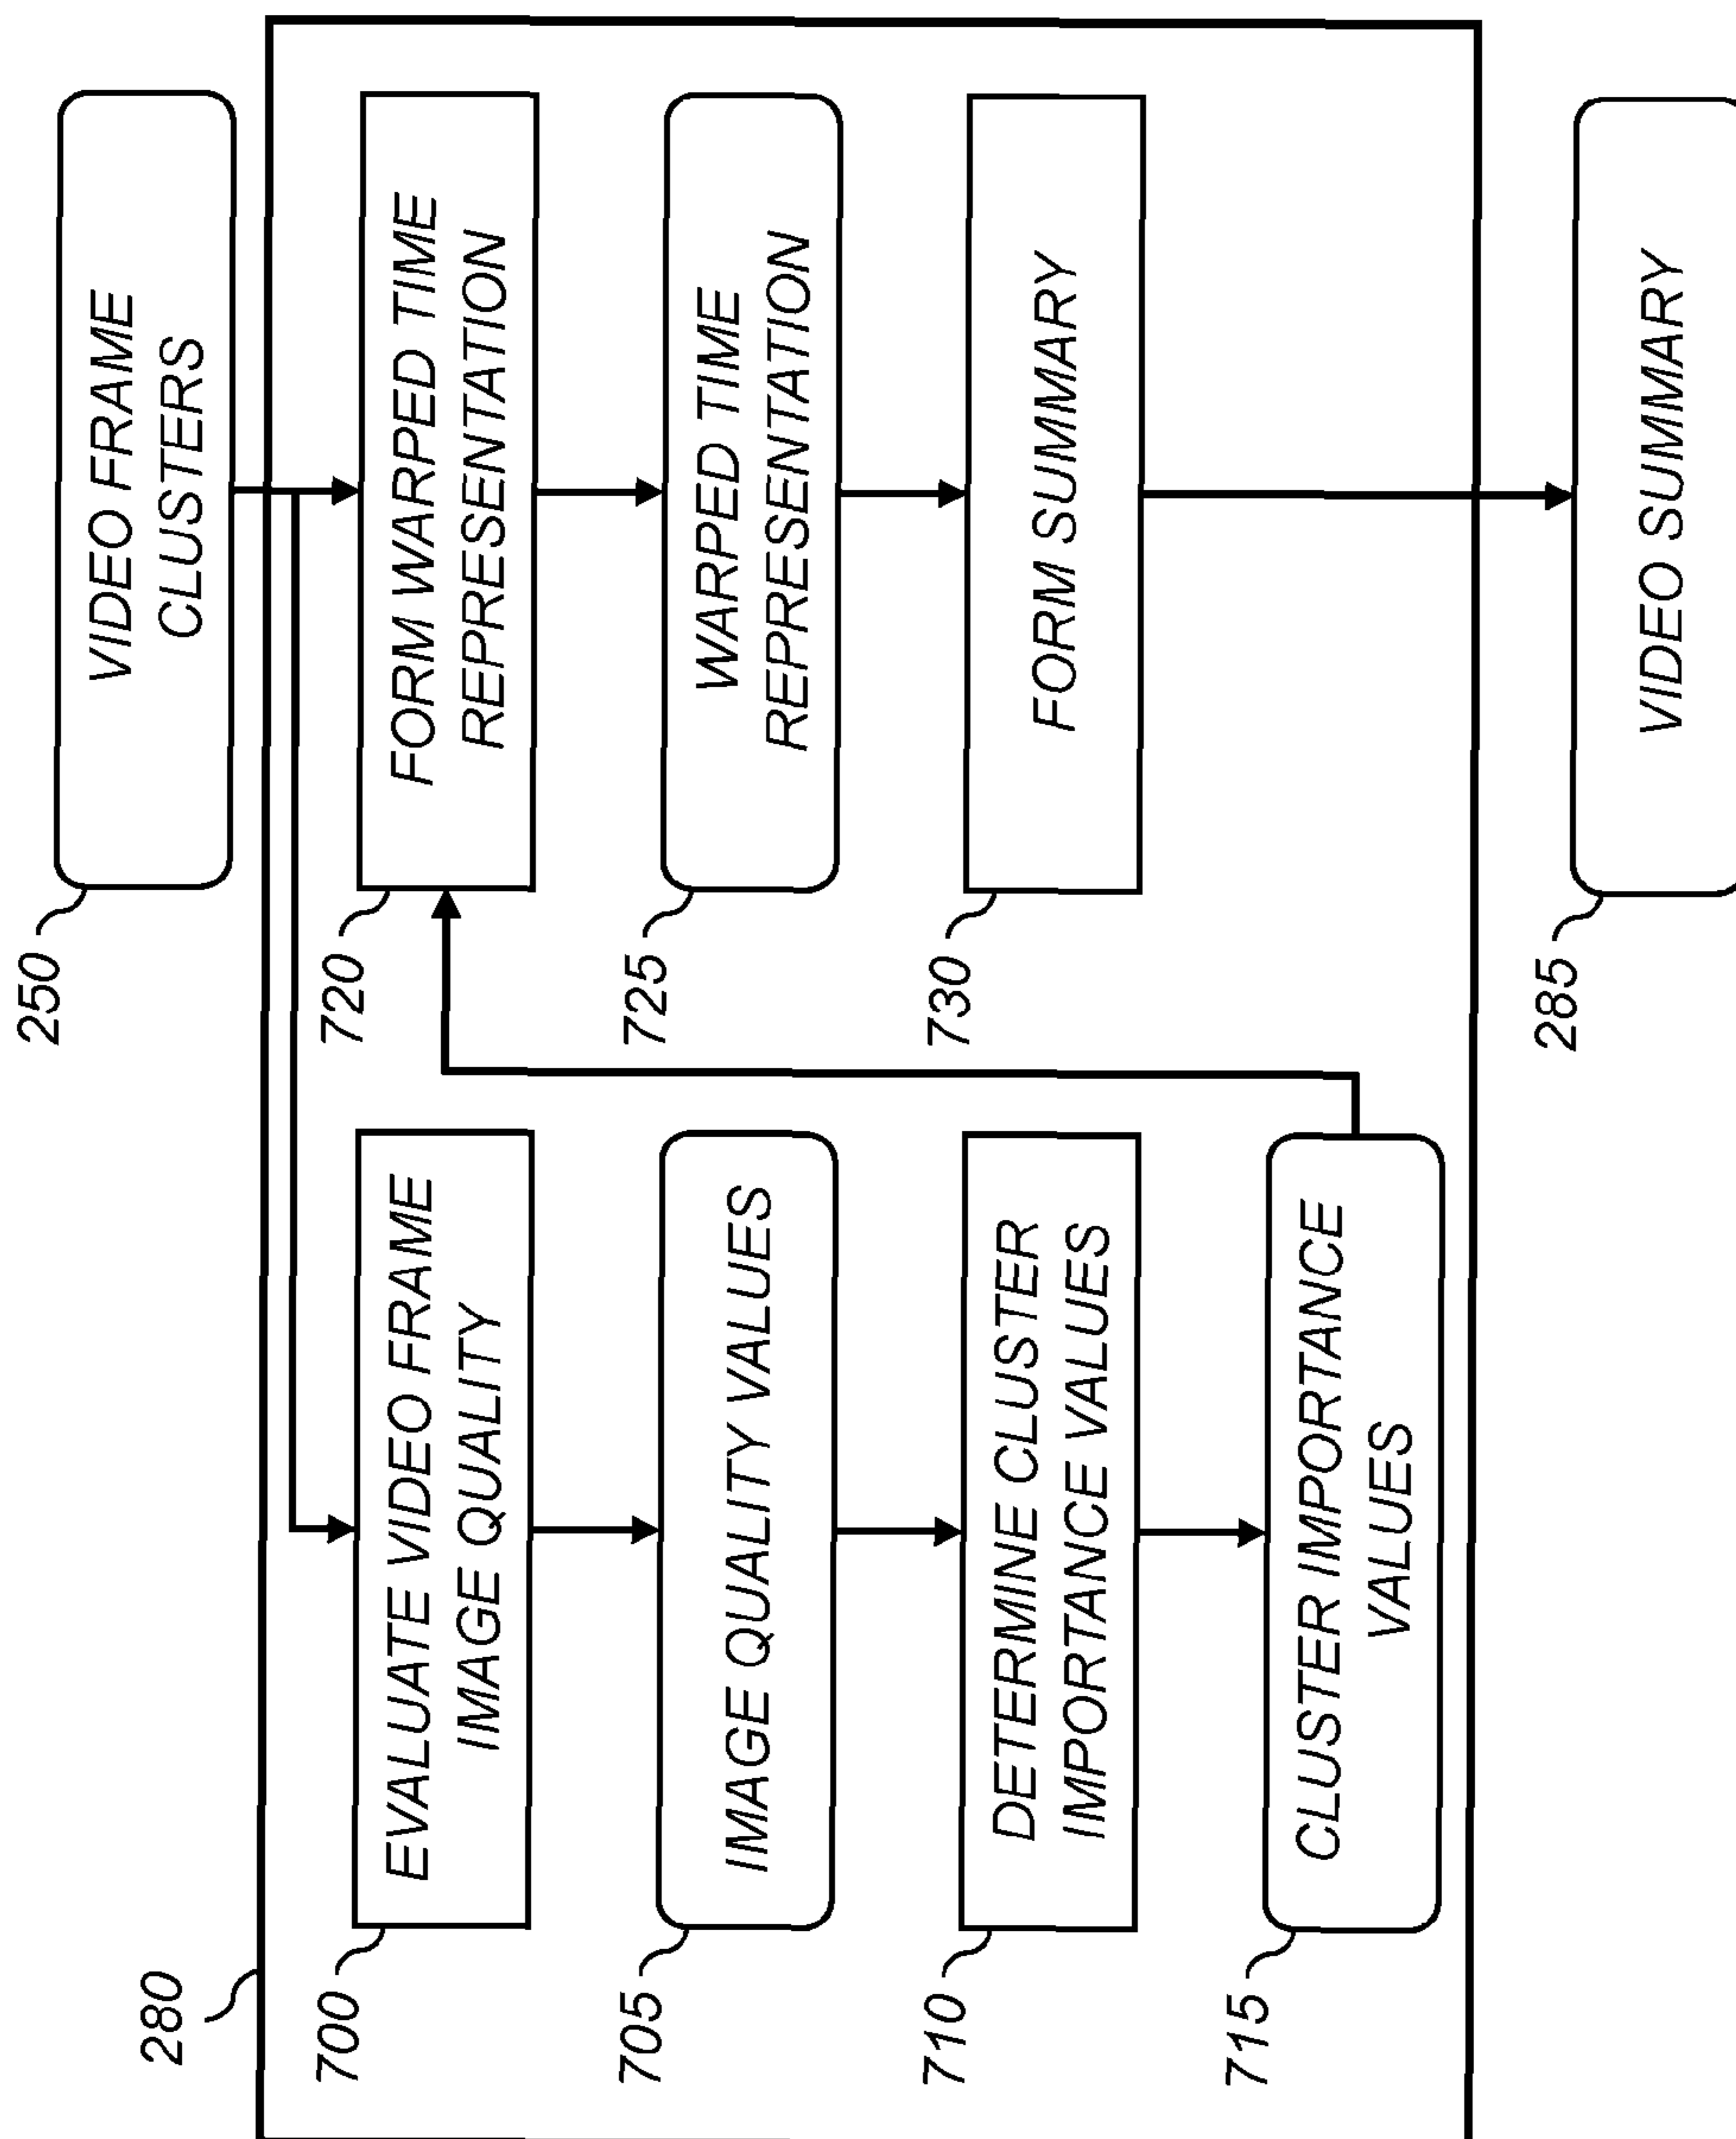 VIDEO FRAME
CLUSTERS
250
280
EVALUATE VIDEO FRAME
IMAGE QUALITY
700
FORM WARPED TIME
REPRESENTATION
720
IMAGE QUALITY VALUES
705
WARPED TIME
REPRESENTATION
725
DETERMINE CLUSTER
IMPORTANCE VALUES
710
FORM SUMMARY
730
CLUSTER IMPORTANCE
VALUES
715
VIDEO SUMMARY
285